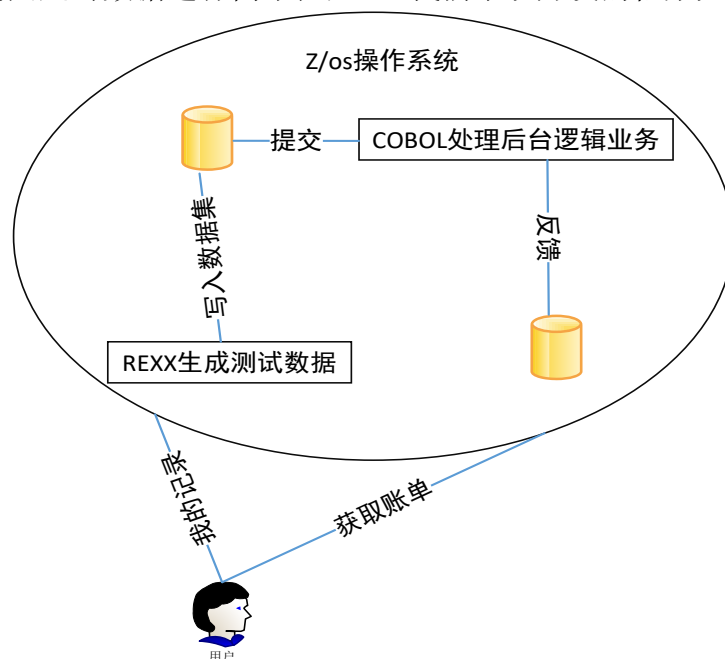 Z/os操作系统
提交
COBOL处理后台逻辑业务
写入数据集
反馈
REXX生成测试数据
我的记录
获取账单
用户